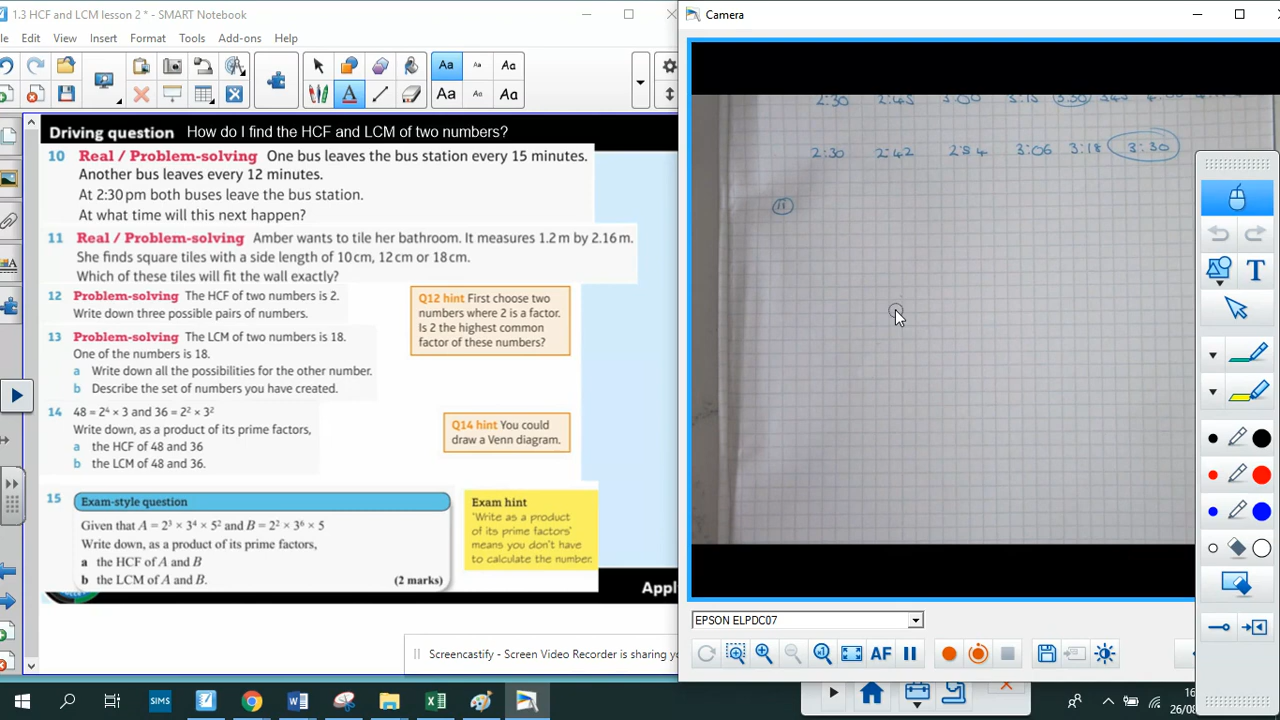 1.3 HCF and LCM lesson 2 * - SMART Notebook
Edit View Insert Format Tools Add-ons Help
Aa Aa Aa
Aa Aa Aa
Driving question How do I find the HCF and LCM of two numbers?
10 Real / Problem-solving One bus leaves the bus station every 15 minutes.
Another bus leaves every 12 minutes.
At 2:30 pm both buses leave the bus station.
At what time will this next happen?
11 Real / Problem-solving Amber wants to tile her bathroom. It measures 1.2 m by 2.16 m.
She finds square tiles with a side length of 10 cm, 12 cm or 18 cm.
Which of these tiles will fit the wall exactly?
12 Problem-solving The HCF of two numbers is 2.
Write down three possible pairs of numbers.
Q12 hint First choose two
numbers where 2 is a factor.
Is 2 the highest common
factor of these numbers?
13 Problem-solving The LCM of two numbers is 18.
One of the numbers is 18.
a Write down all the possibilities for the other number.
b Describe the set of numbers you have created.
14 48 = 2⁴ × 3 and 36 = 2² × 3²
Write down, as a product of its prime factors,
a the HCF of 48 and 36
b the LCM of 48 and 36.
Q14 hint You could
draw a Venn diagram.
15 Exam-style question
Given that A = 2³ × 3⁴ × 5² and B = 2² × 3⁶ × 5
Write down, as a product of its prime factors,
a the HCF of A and B
b the LCM of A and B. (2 marks)
Exam hint
'Write as a product
of its prime factors'
means you don't have
to calculate the number.
Screencastify - Screen Video Recorder is sharing
Camera
2:30 2:45 3:00 3:15 3:30 3:45
2:30 2:42 2:54 3:06 3:18 3:30
11
EPSON ELPDC07
AF
T
SIMS
16
26/08